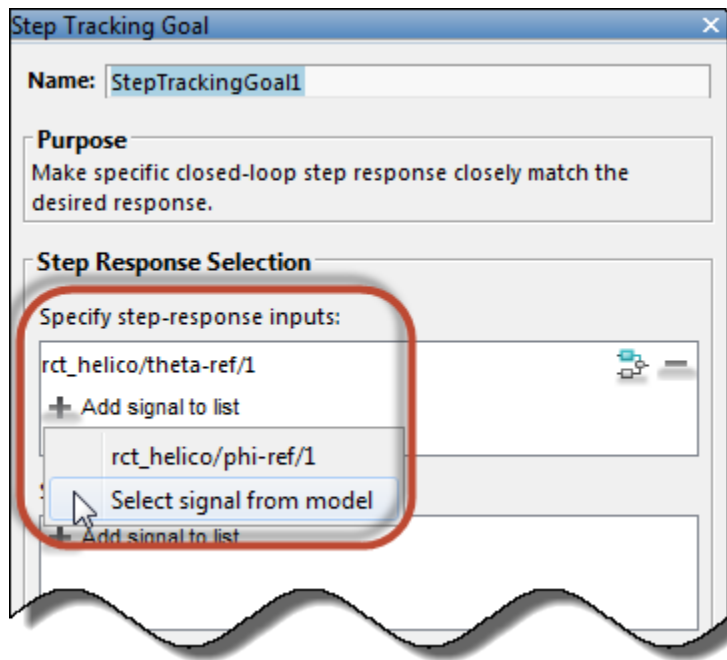 Step Tracking Goal
Name: StepTrackingGoal1
Purpose
Make specific closed-loop step response closely match the
desired response.
Step Response Selection
Specify step-response inputs:
rct_helico/theta-ref/1
Add signal to list
rct_helico/phi-ref/1
Select signal from model
Add signal to list